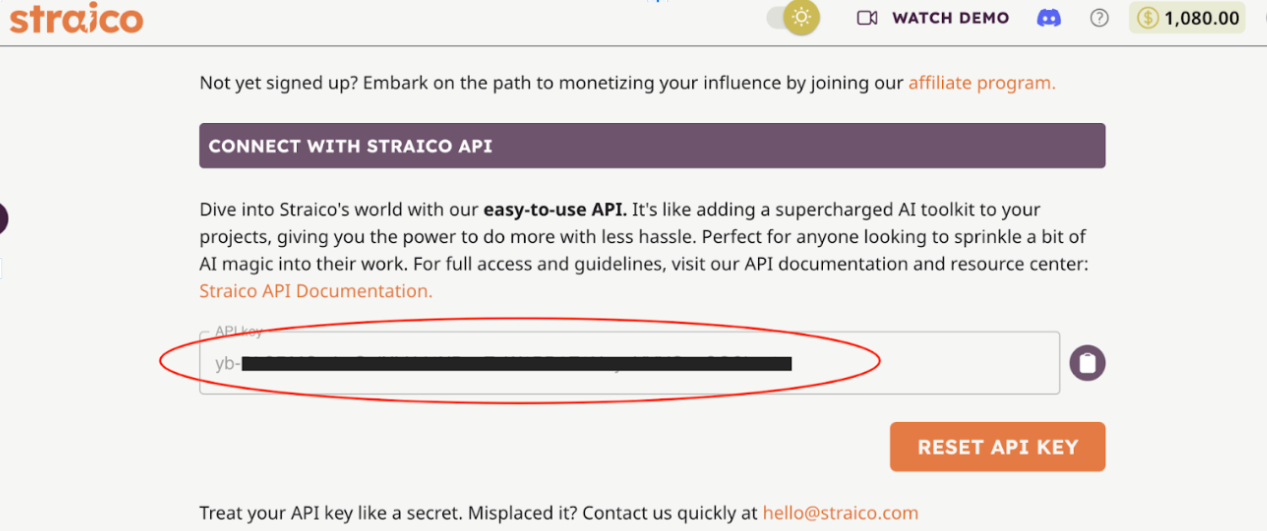 straico
WATCH DEMO
1,080.00
Not yet signed up? Embark on the path to monetizing your influence by joining our affiliate program.
CONNECT WITH STRAICO API
Dive into Straico's world with our easy-to-use API. It's like adding a supercharged AI toolkit to your
projects, giving you the power to do more with less hassle. Perfect for anyone looking to sprinkle a bit of
AI magic into their work. For full access and guidelines, visit our API documentation and resource center:
Straico API Documentation.
API key
yb-
RESET API KEY
Treat your API key like a secret. Misplaced it? Contact us quickly at hello@straico.com